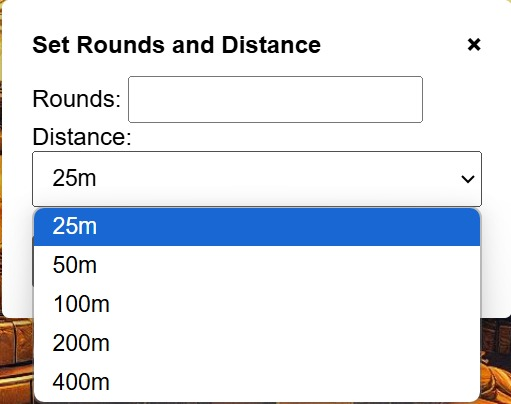 Set Rounds and Distance ×
Rounds:
Distance:
25m
25m
50m
100m
200m
400m